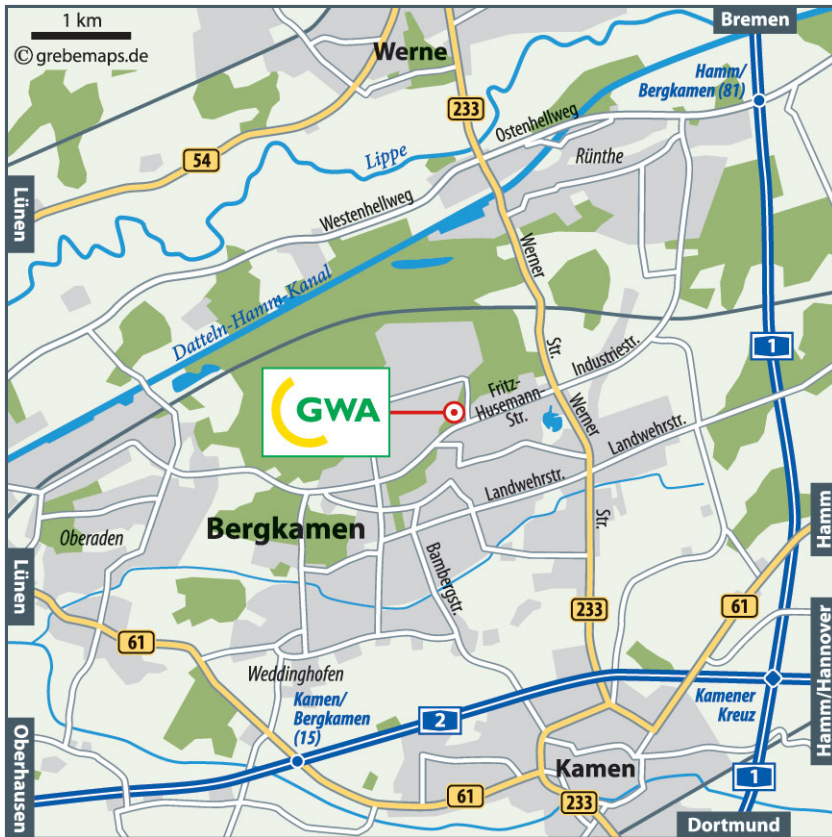 1 km
© grebemaps.de
Bremen
Werne
Hamm/
Bergkamen (81)
233
Ostenhellweg
54
Lippe
Rünthe
Lünen
Westenhellweg
Werner
Datteln-Hamm-Kanal
Str.
1
Industriestr.
GWA
Fritz-
Husemann
Str.
Werner
Landwehrstr.
Landwehrstr.
Hamm
Str.
Bergkamen
Oberaden
Lünen
Bambergstr.
233
61
61
Weddinghofen
Hamm/Hannover
Kamen/
Bergkamen
(15)
2
Kamener
Kreuz
Oberhausen
Kamen
1
61
233
Dortmund